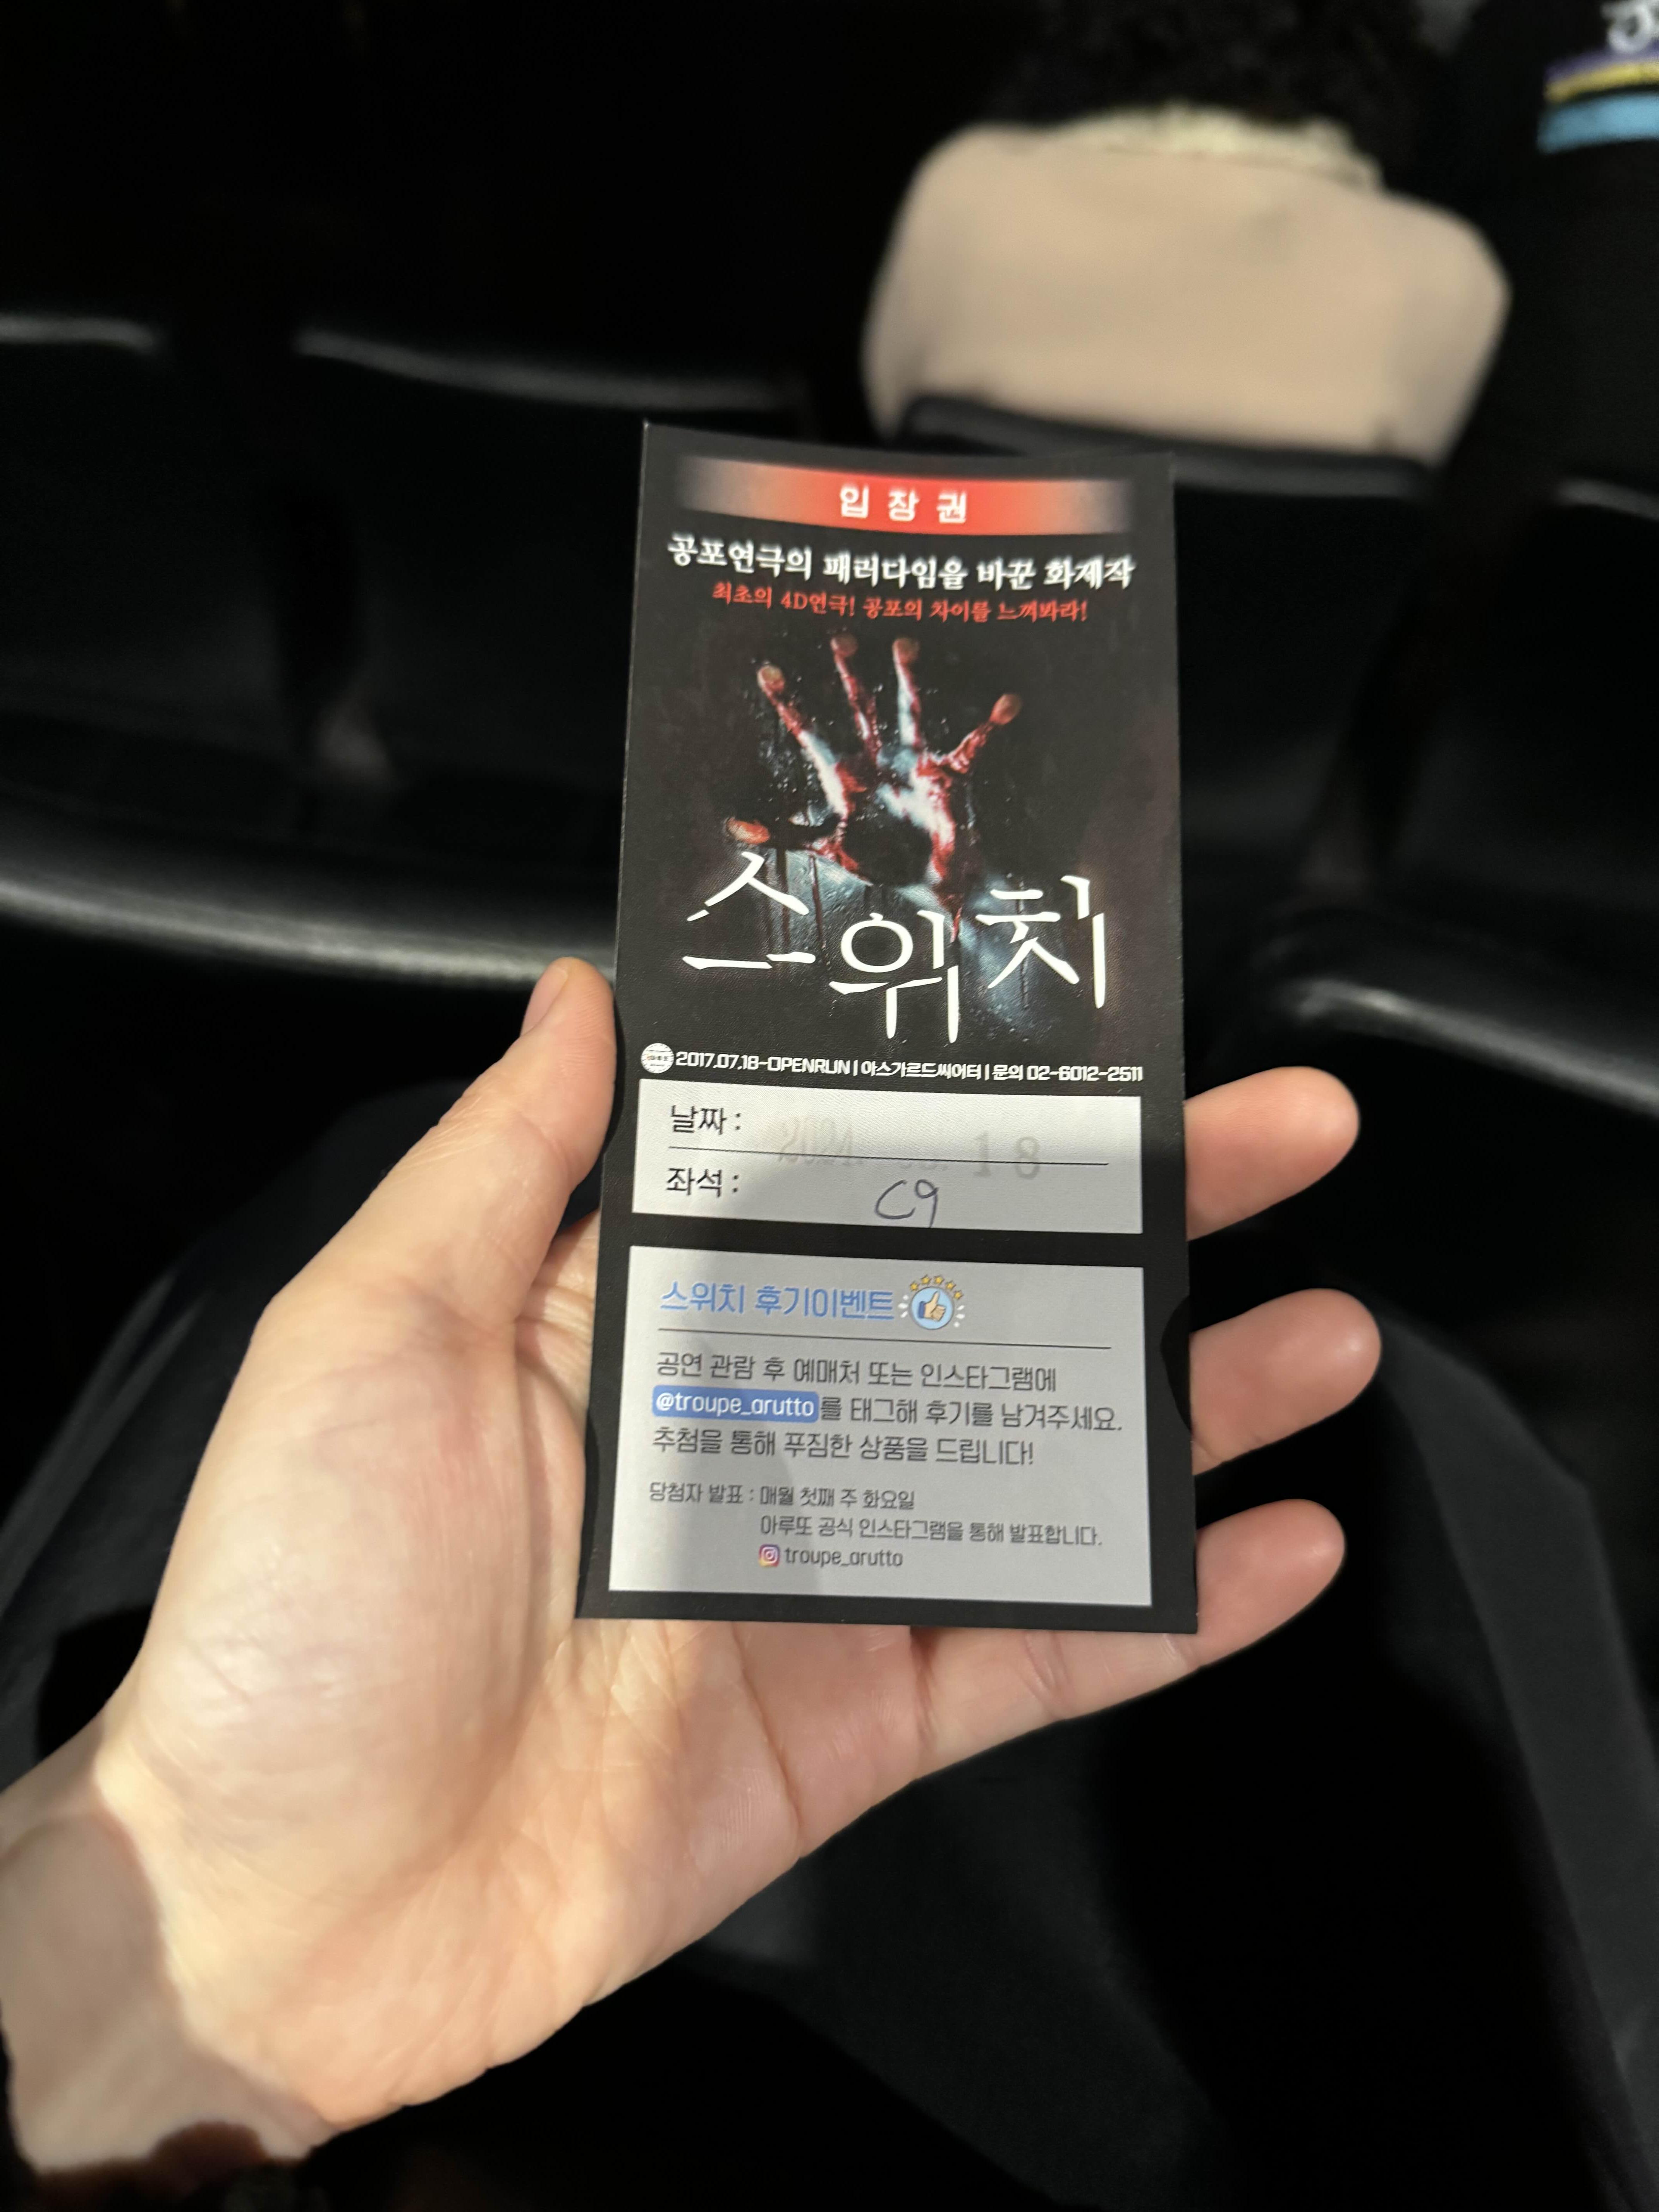 입장권
공포연극의 패러다임을 바꾼 화제작
최초의 4D연극! 공포의 차이를 느껴봐라!
스위치
2017.07.18-OPENRUN | 아스가르드씨어터 | 문의 02-6012-2511
날짜 : 2024. 18
좌석 : C9
스위치 후기이벤트
공연 관람 후 예매처 또는 인스타그램에
@troupe_arutto를 태그해 후기를 남겨주세요.
추첨을 통해 푸짐한 상품을 드립니다!
당첨자 발표 : 매월 첫째 주 화요일
아루또 공식 인스타그램을 통해 발표합니다.
troupe_arutto